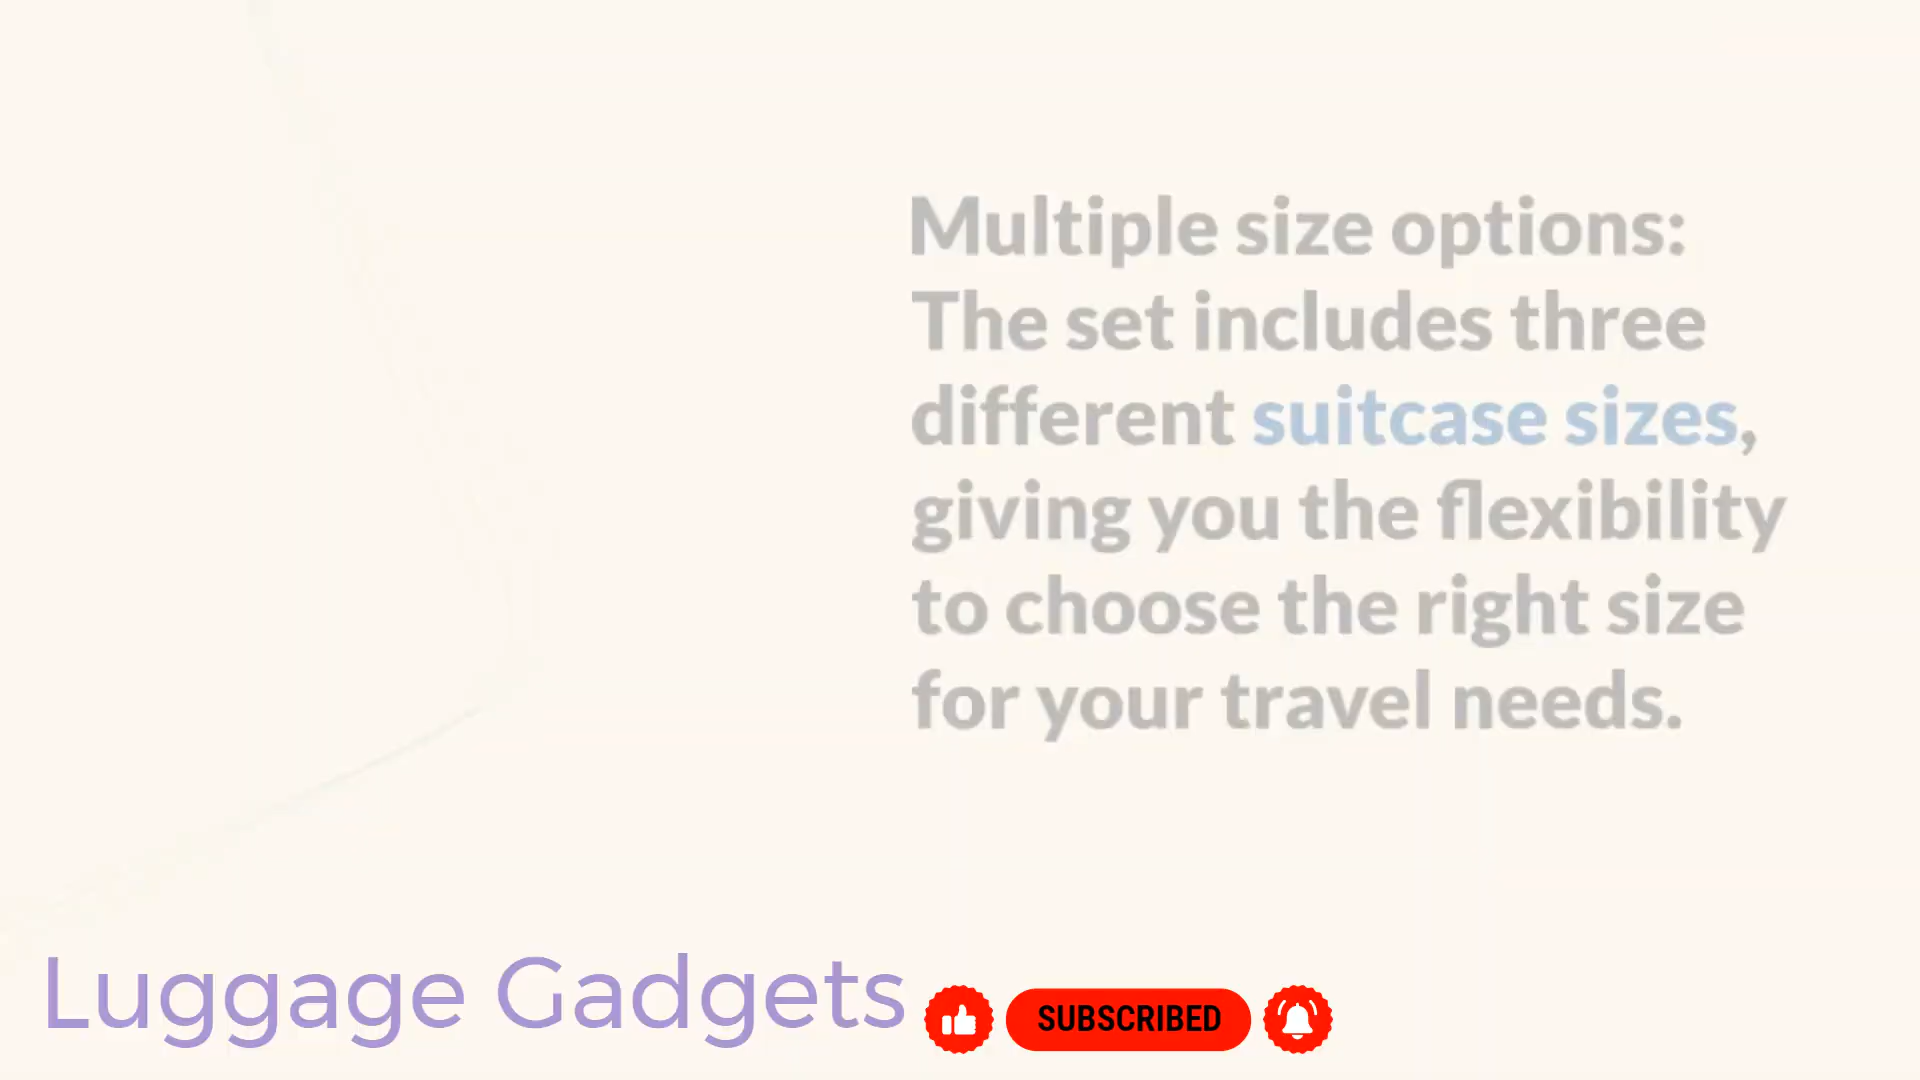 Multiple size options:
The set includes three
different suitcase sizes,
giving you the flexibility
to choose the right size
for your travel needs.
Luggage Gadgets
SUBSCRIBED